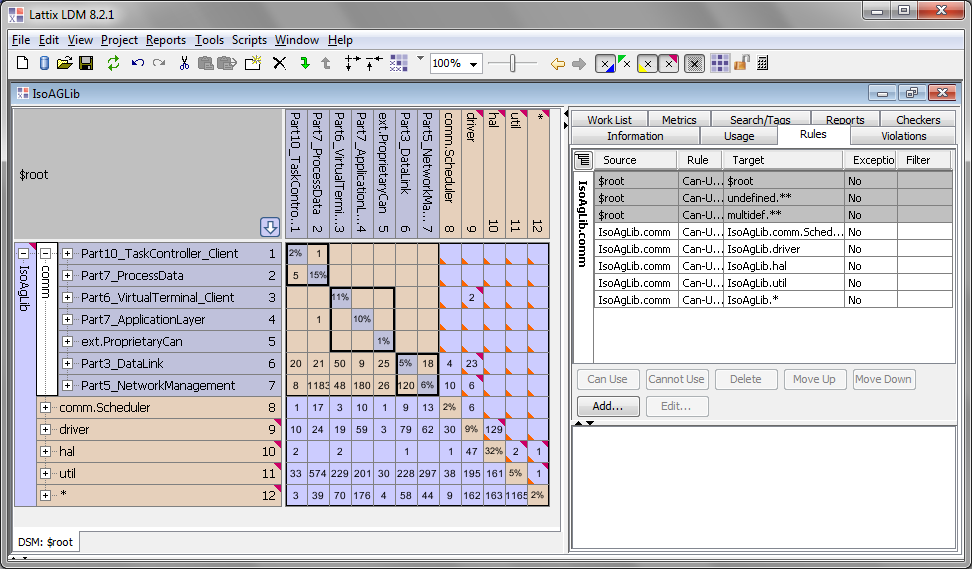 Lattix LDM 8.2.1
File Edit View Project Reports Tools Scripts Window Help
100%
IsoAGLib
$root
Part10_TaskContro... 1
Part7_ProcessData 2
Part6_VirtualTermi... 3
Part7_ApplicationL... 4
ext.ProprietaryCan 5
Part3_DataLink 6
Part5_NetworkMa... 7
comm.Scheduler 8
driver 9
hal 10
util 11
* 12
IsoAgLib
comm
Part10_TaskController_Client 1 2% 1
Part7_ProcessData 2 5 15%
Part6_VirtualTerminal_Client 3 11% 2
Part7_ApplicationLayer 4 1 10%
ext.ProprietaryCan 5 1%
Part3_DataLink 6 20 21 50 9 25 5% 18 4 23
Part5_NetworkManagement 7 8 1183 48 180 26 120 6% 10 6
comm.Scheduler 8 1 17 3 10 1 9 13 2% 6
driver 9 10 24 19 59 3 79 62 30 9% 129
hal 10 2 2 1 1 47 32% 2 1
util 11 33 574 229 201 30 228 297 38 195 161 5% 1
* 12 3 39 70 176 4 58 44 9 162 163 1165 2%
DSM: $root
Work List Metrics Search/Tags Reports Checkers
Information Usage Rules Violations
Source Rule Target Exceptio Filter
IsoAgLib.comm
$root Can-U... $root No
$root Can-U... undefined.** No
$root Can-U... multidef.** No
IsoAgLib.comm Can-U... IsoAgLib.comm.Sched... No
IsoAgLib.comm Can-U... IsoAgLib.driver No
IsoAgLib.comm Can-U... IsoAgLib.hal No
IsoAgLib.comm Can-U... IsoAgLib.util No
IsoAgLib.comm Can-U... IsoAgLib.* No
Can Use Cannot Use Delete Move Up Move Down
Add... Edit...